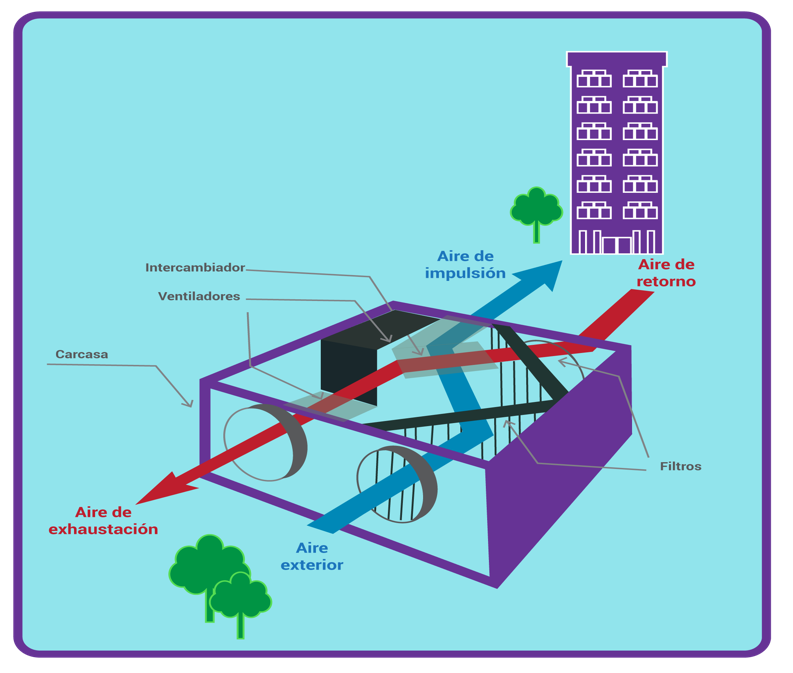 Aire de
impulsión
Aire de
retorno
Intercambiador
Ventiladores
Carcasa
Filtros
Aire de
exhaustación
Aire
exterior